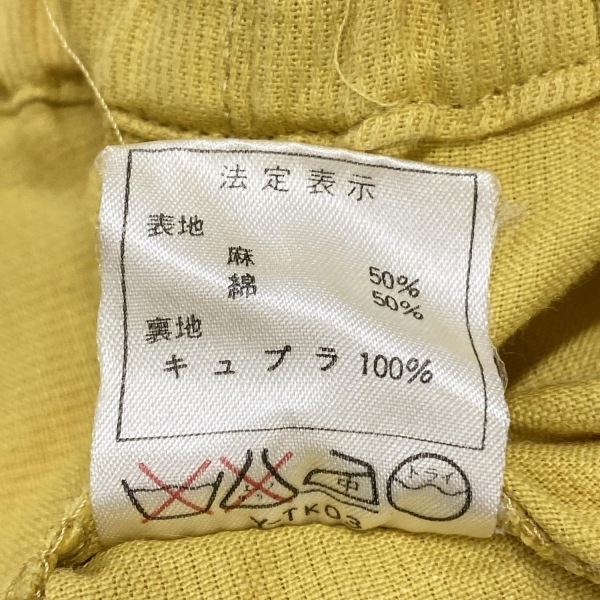 法定表示
表地
麻 50%
綿 50%
裏地
キュプラ 100%
中 ドライ
X-TK03